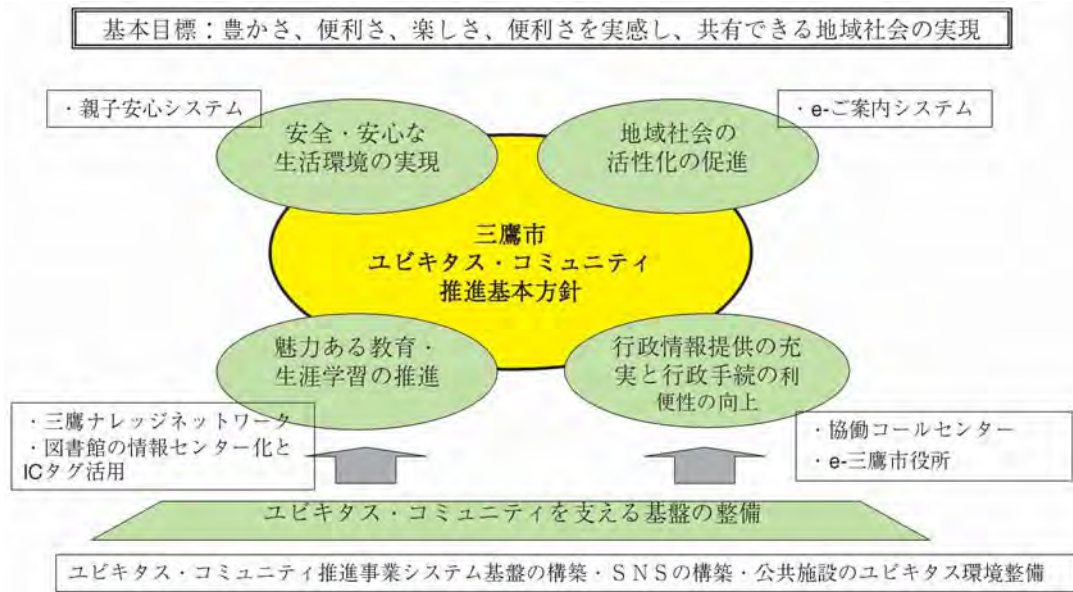 基本目標：豊かさ、便利さ、楽しさ、便利さを実感し、共有できる地域社会の実現
・親子安心システム
・e-ご案内システム
安全・安心な
生活環境の実現
地域社会の
活性化の促進
三鷹市
ユビキタス・コミュニティ
推進基本方針
魅力ある教育・
生涯学習の推進
行政情報提供の充
実と行政手続の利
便性の向上
・三鷹ナレッジネットワータ
・図書館の情報センター化と
ICタグ活用
・協働コールセンター
・e-三鷹市役所
ユビキタス・コミュニティを支える基盤の整備
ユビキタス・コミュニティ推進事業システム基盤の構築・ＳＮＳの構築・公共施設のユビキタス環境整備